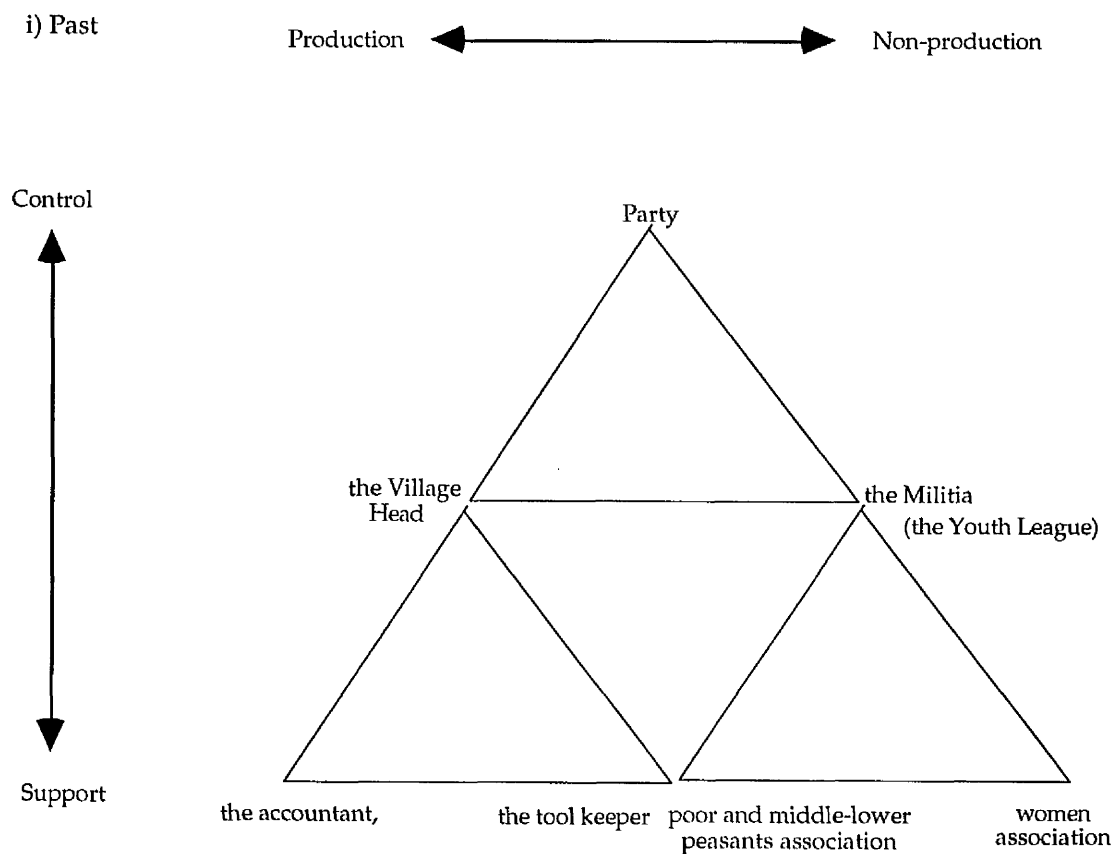 i) Past
Production
Non-production
Control
Party
the Village
Head
the Militia
(the Youth League)
Support
the accountant,
the tool keeper
poor and middle-lower
peasants association
women
association